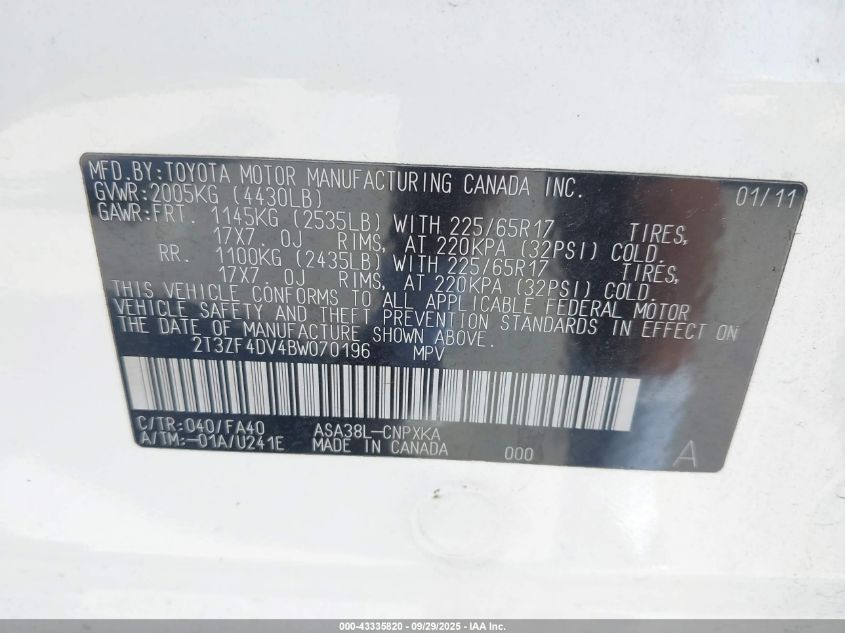 MFD.BY:TOYOTA MOTOR MANUFACTURING CANADA INC. 01/11
GVWR:2005KG (4430LB)
GAWR:FRT. 1145KG (2535LB) WITH 225/65R17 TIRES,
17X7.0J RIMS, AT 220KPA (32PSI) COLD.
RR. 1100KG (2435LB) WITH 225/65R17 TIRES,
17X7.0J RIMS, AT 220KPA (32PSI) COLD.
THIS VEHICLE CONFORMS TO ALL APPLICABLE FEDERAL MOTOR
VEHICLE SAFETY AND THEFT PREVENTION STANDARDS IN EFFECT ON
THE DATE OF MANUFACTURE SHOWN ABOVE.
2T3ZF4DV4BW070196 MPV
C/TR:040/FA40 ASA38L-CNPXKA
A/TM:-01A/U241E MADE IN CANADA 000 A
000-43335820 - 09/29/2025 - IAA Inc.